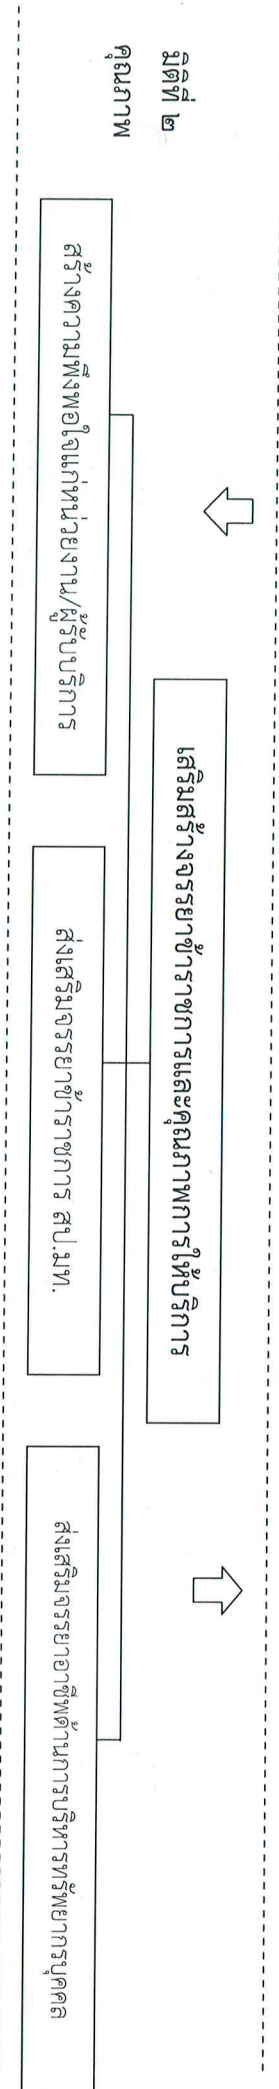 มิติที่ ๒
คุณภาพ
เสริมสร้างจรรยาข้าราชการและคุณภาพการให้บริการ
สร้างความพึงพอใจแก่หน่วยงาน/ผู้รับบริการ
ส่งเสริมจรรยาข้าราชการ สป.มท.
ส่งเสริมจรรยาอาชีพด้านการบริหารทรัพยากรบุคคล